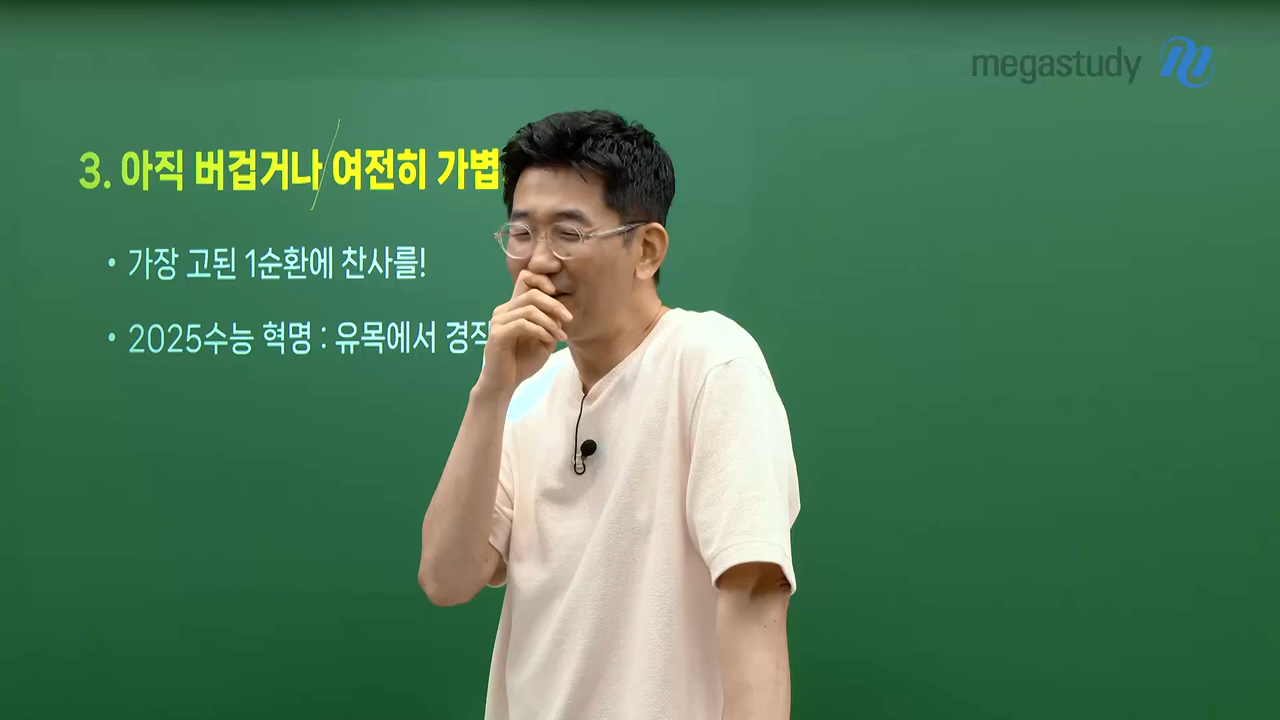 megastudy
3. 아직 버겁거나 여전히 가볍
• 가장 고된 1순환에 찬사를!
• 2025수능 혁명 : 유목에서 경작